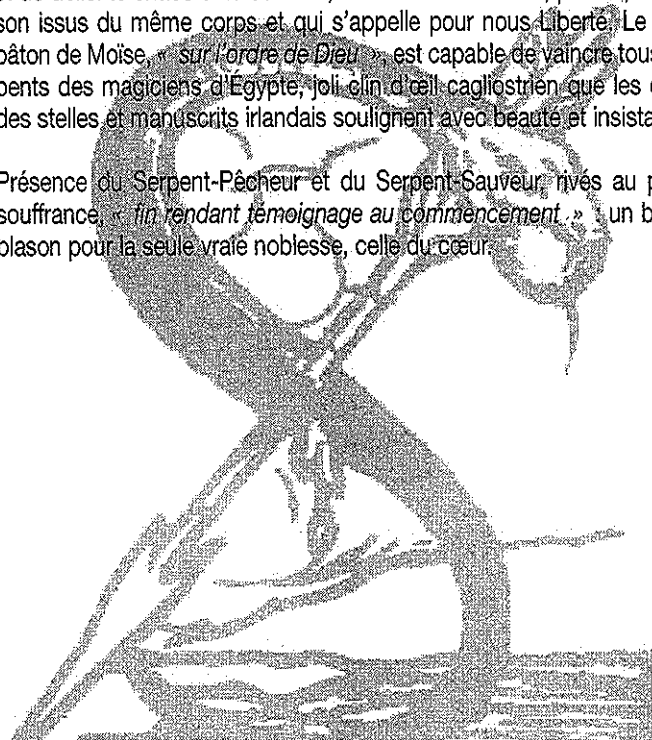 son issus du même corps et qui s'appelle pour nous Liberté. Le
bâton de Moïse, « sur l'ordre de Dieu », est capable de vaincre tous
pents des magiciens d'Égypte, joli clin d'œil cagliostrien que les
des stelles et manuscrits irlandais soulignent avec beauté et insista
Présence du Serpent-Pêcheur et du Serpent-Sauveur, rivés au p
souffrance, « fin rendant témoignage au commencement » : un b
blason pour la seule vraie noblesse, celle du cœur.